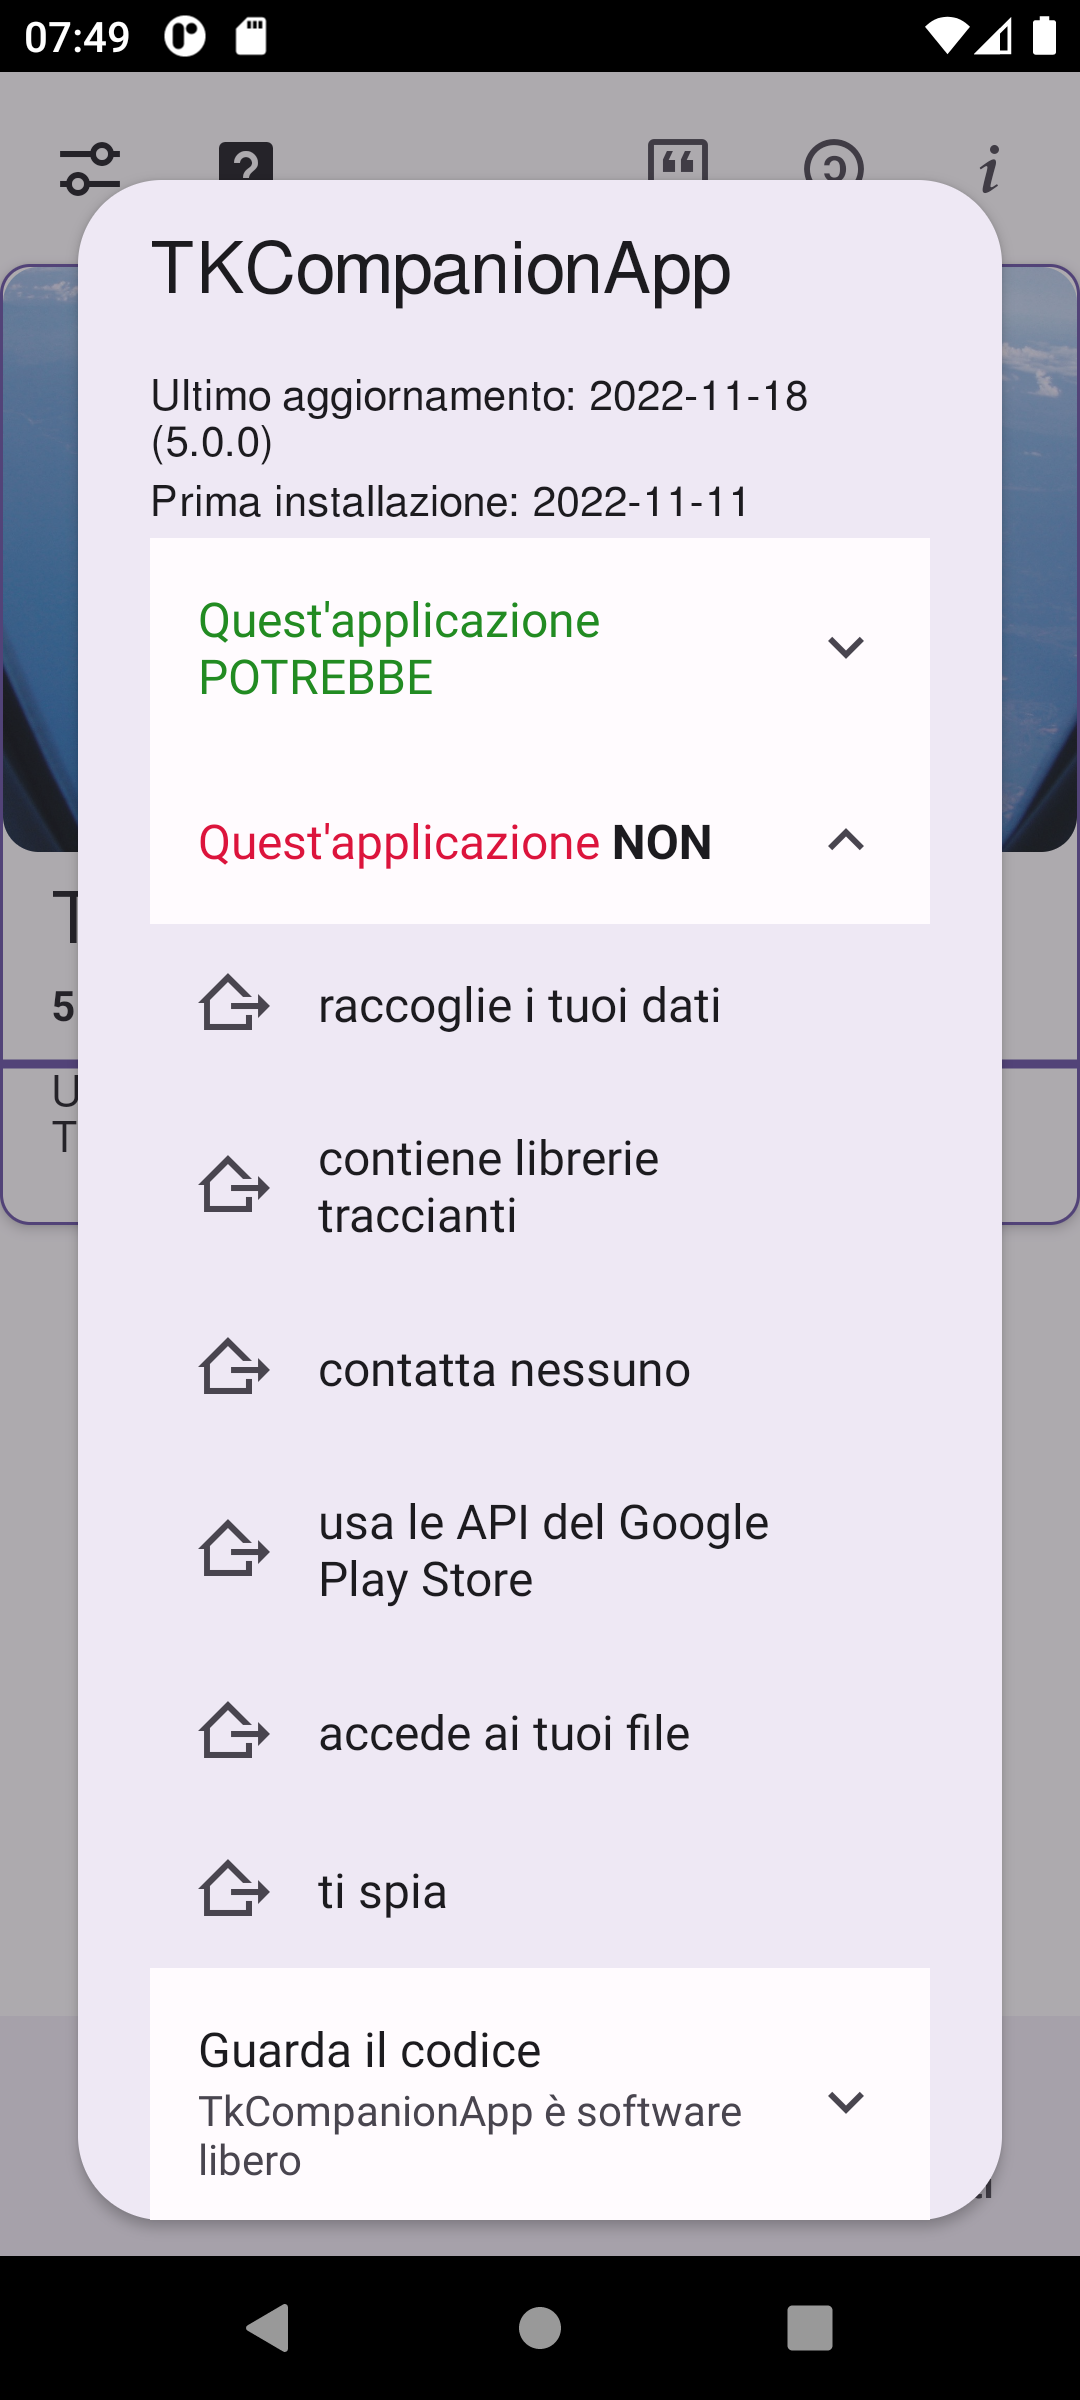 07:49
TKCompanionApp
Ultimo aggiornamento: 2022-11-18
(5.0.0)
Prima installazione: 2022-11-11
Quest'applicazione
POTREBBE
Quest'applicazione NON
raccoglie i tuoi dati
contiene librerie
traccianti
contatta nessuno
usa le API del Google
Play Store
accede ai tuoi file
ti spia
Guarda il codice
TkCompanionApp è software
libero